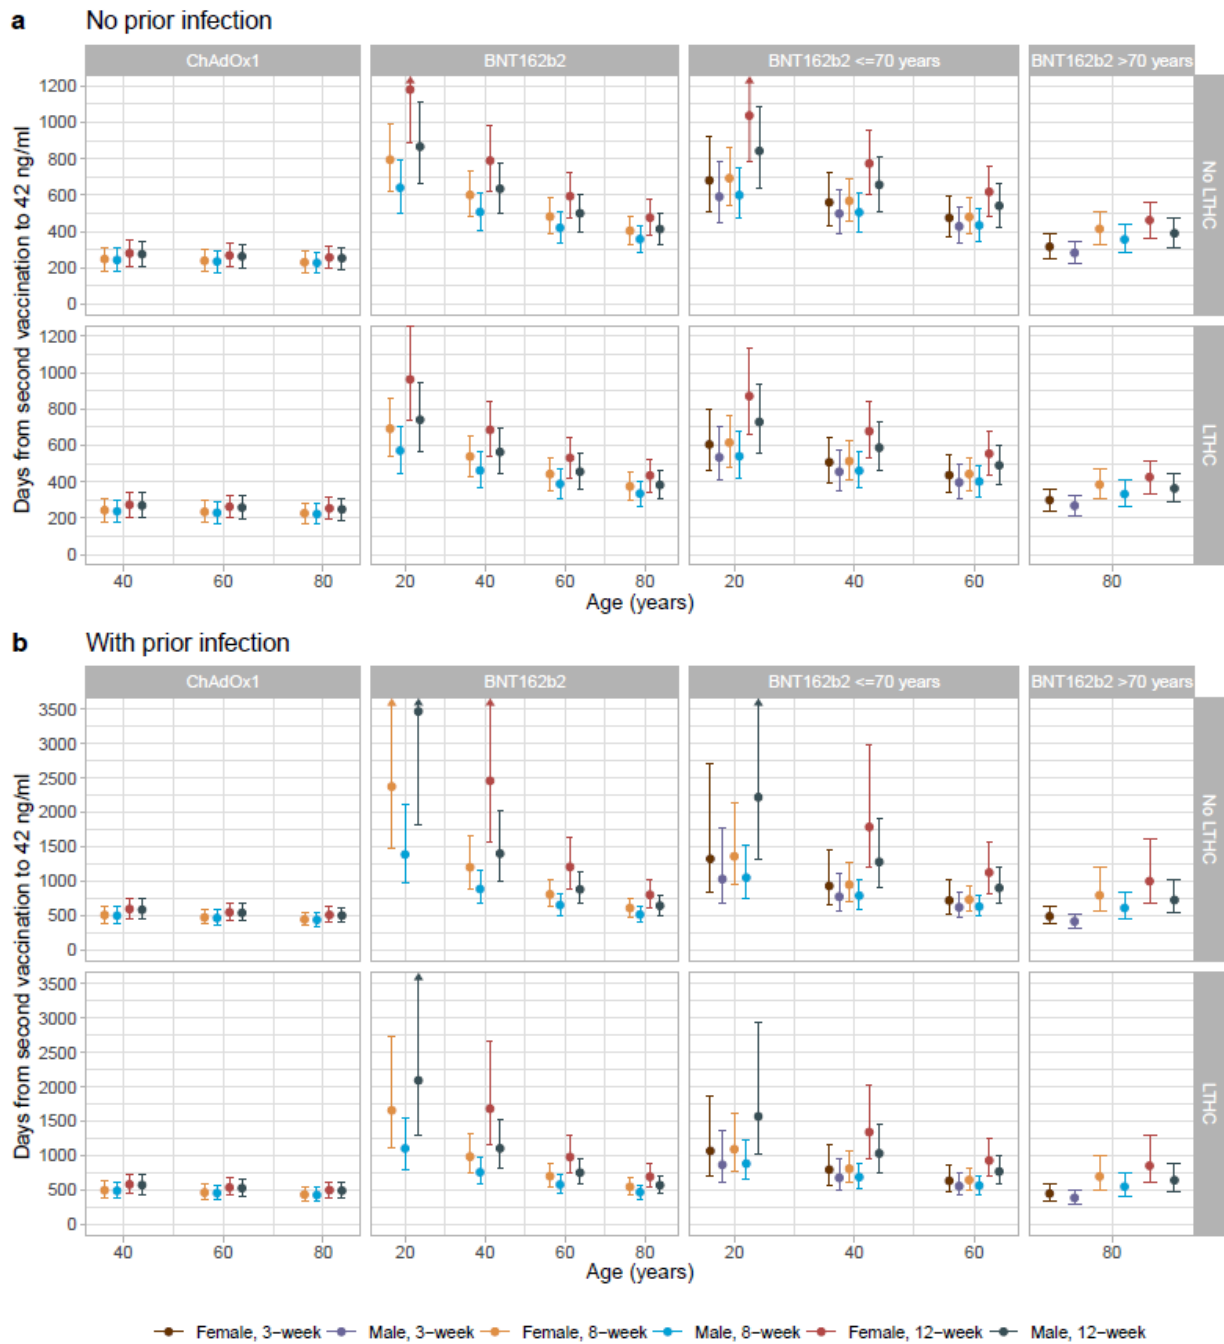 a No prior infection
ChAdOx1 BNT162b2 BNT162b2 <=70 years BNT162b2 >70 years
Days from second vaccination to 42 ng/ml
1200
1000
800
600
400
200
0
No LTHC
1200
1000
800
600
400
200
0
LTHC
40 60 80 20 40 60 80 20 40 60 80
Age (years)
b With prior infection
ChAdOx1 BNT162b2 BNT162b2 <=70 years BNT162b2 >70 years
Days from second vaccination to 42 ng/ml
3500
3000
2500
2000
1500
1000
500
0
No LTHC
3500
3000
2500
2000
1500
1000
500
0
LTHC
40 60 80 20 40 60 80 20 40 60 80
Age (years)
Female, 3−week Male, 3−week Female, 8−week Male, 8−week Female, 12−week Male, 12−week